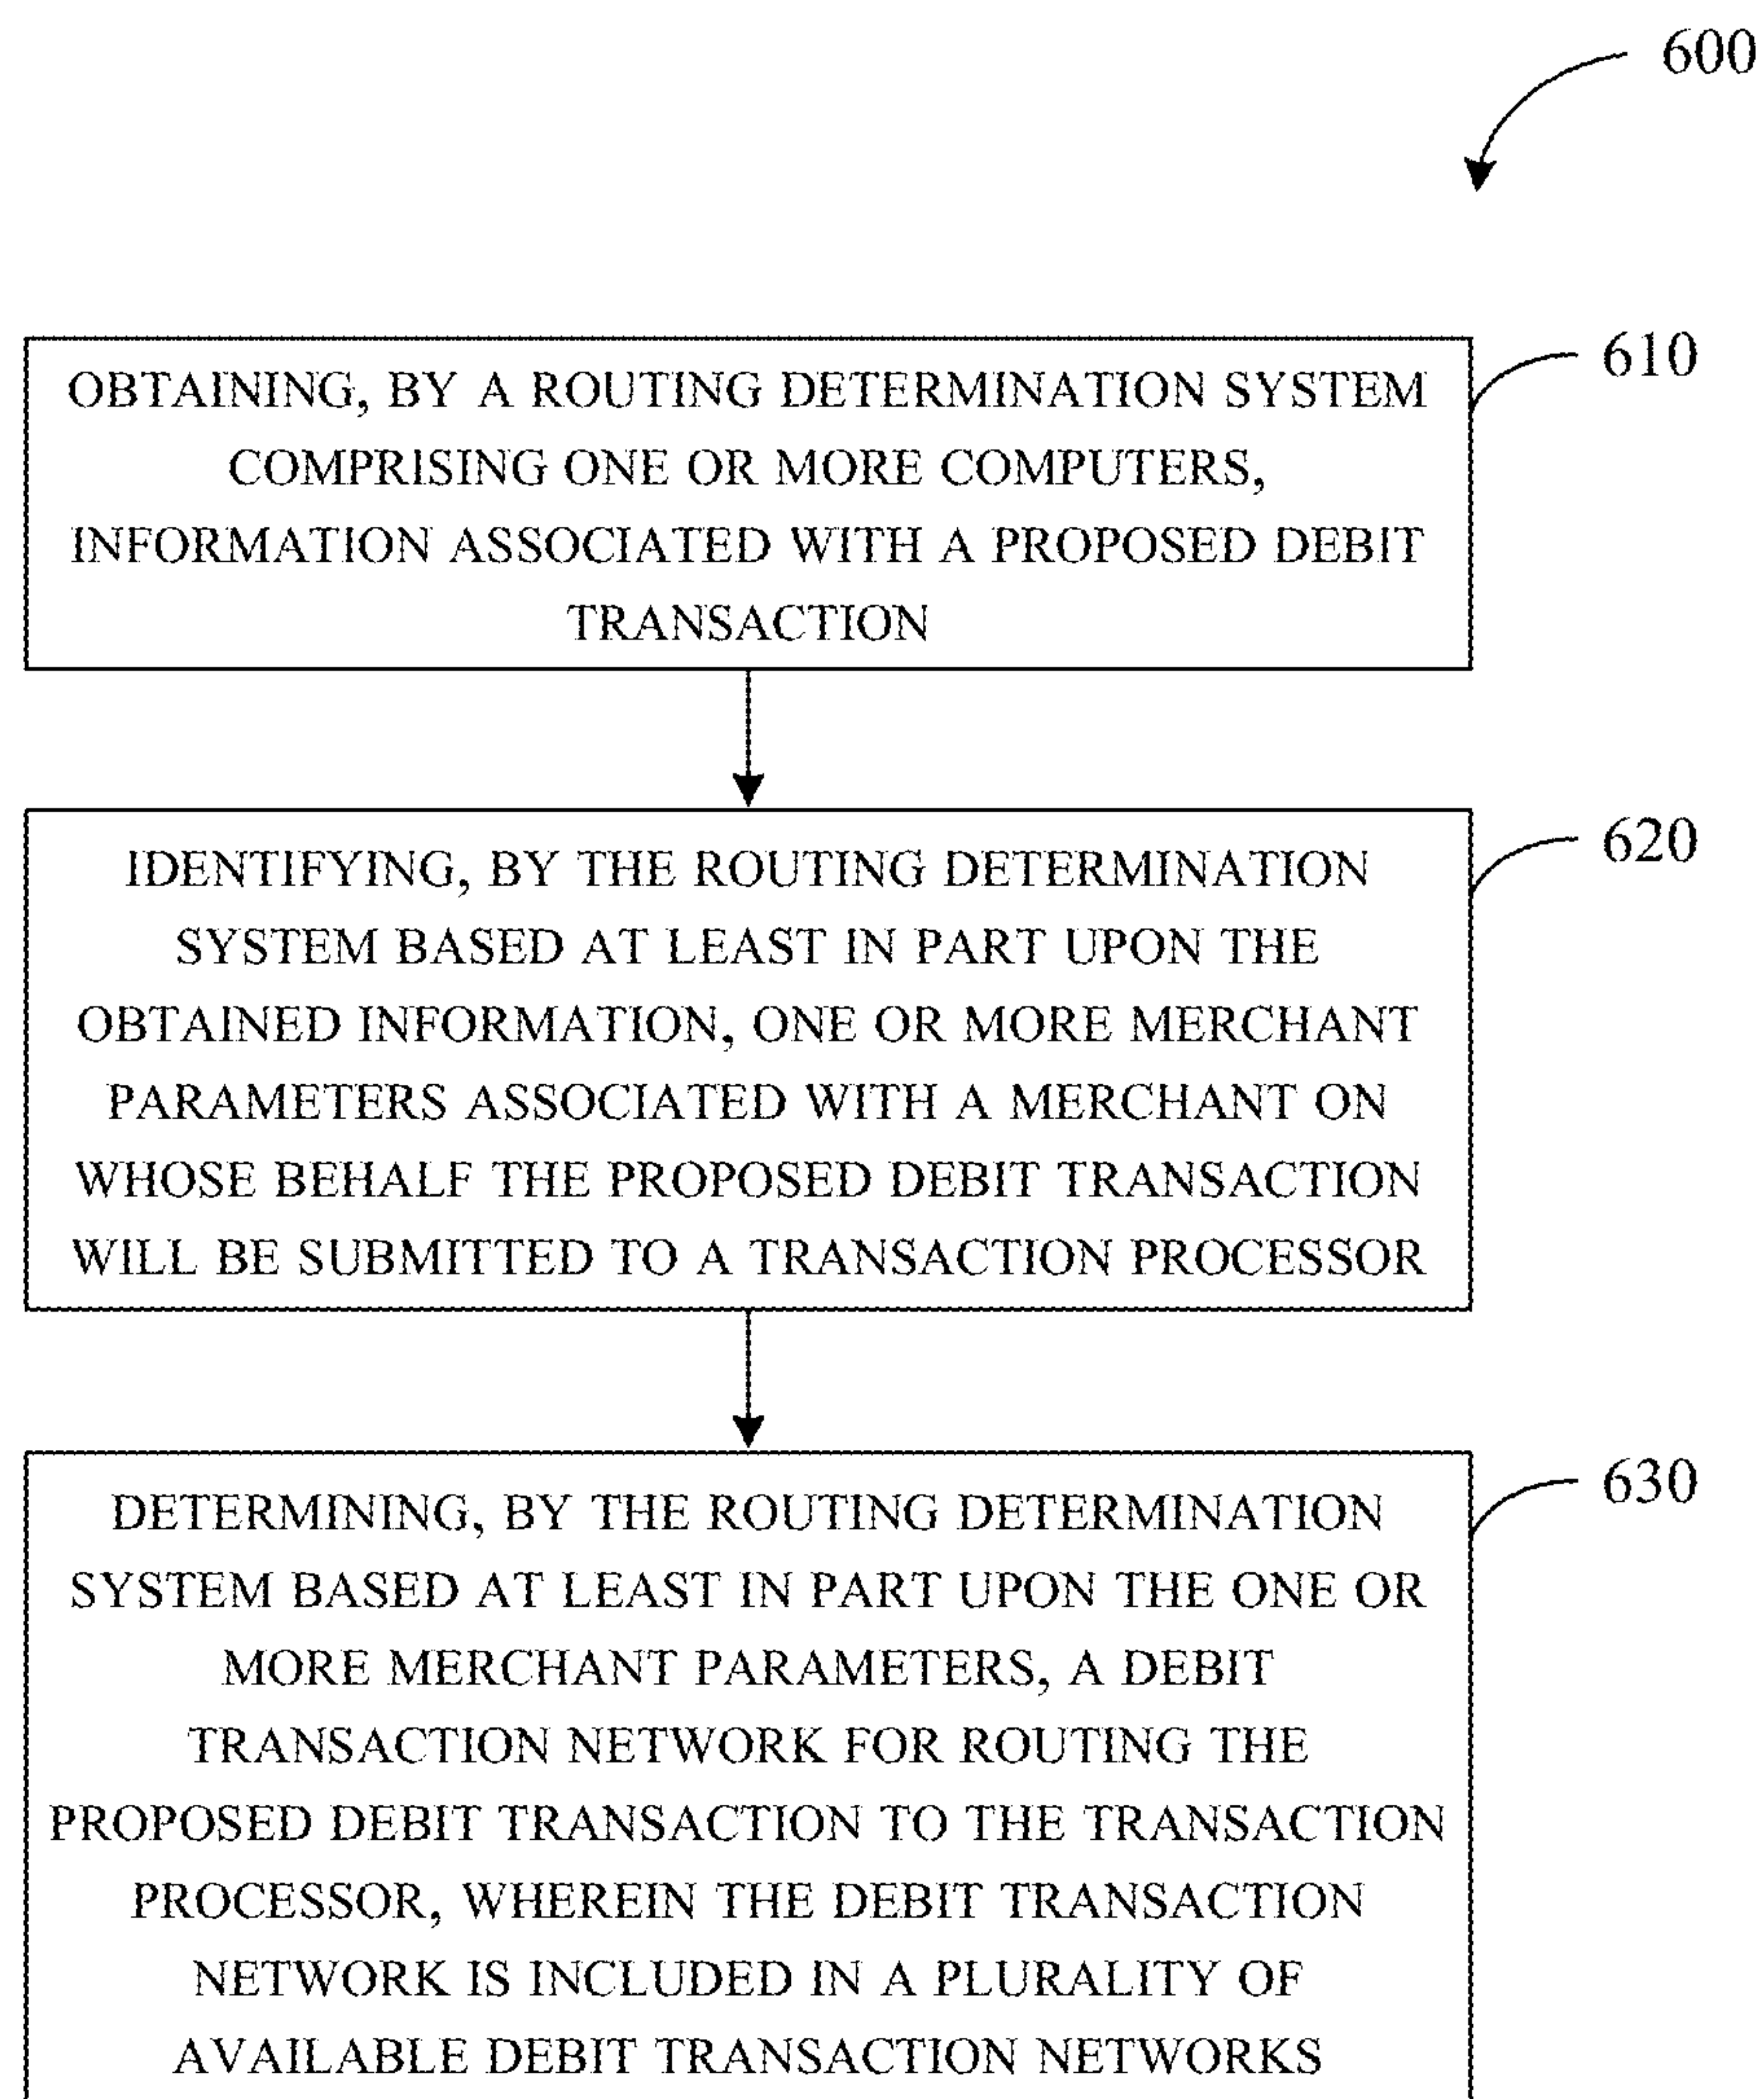 600
610
OBTAINING, BY A ROUTING DETERMINATION SYSTEM
COMPRISING ONE OR MORE COMPUTERS,
INFORMATION ASSOCIATED WITH A PROPOSED DEBIT
TRANSACTION
620
IDENTIFYING, BY THE ROUTING DETERMINATION
SYSTEM BASED AT LEAST IN PART UPON THE
OBTAINED INFORMATION, ONE OR MORE MERCHANT
PARAMETERS ASSOCIATED WITH A MERCHANT ON
WHOSE BEHALF THE PROPOSED DEBIT TRANSACTION
WILL BE SUBMITTED TO A TRANSACTION PROCESSOR
630
DETERMINING, BY THE ROUTING DETERMINATION
SYSTEM BASED AT LEAST IN PART UPON THE ONE OR
MORE MERCHANT PARAMETERS, A DEBIT
TRANSACTION NETWORK FOR ROUTING THE
PROPOSED DEBIT TRANSACTION TO THE TRANSACTION
PROCESSOR, WHEREIN THE DEBIT TRANSACTION
NETWORK IS INCLUDED IN A PLURALITY OF
AVAILABLE DEBIT TRANSACTION NETWORKS